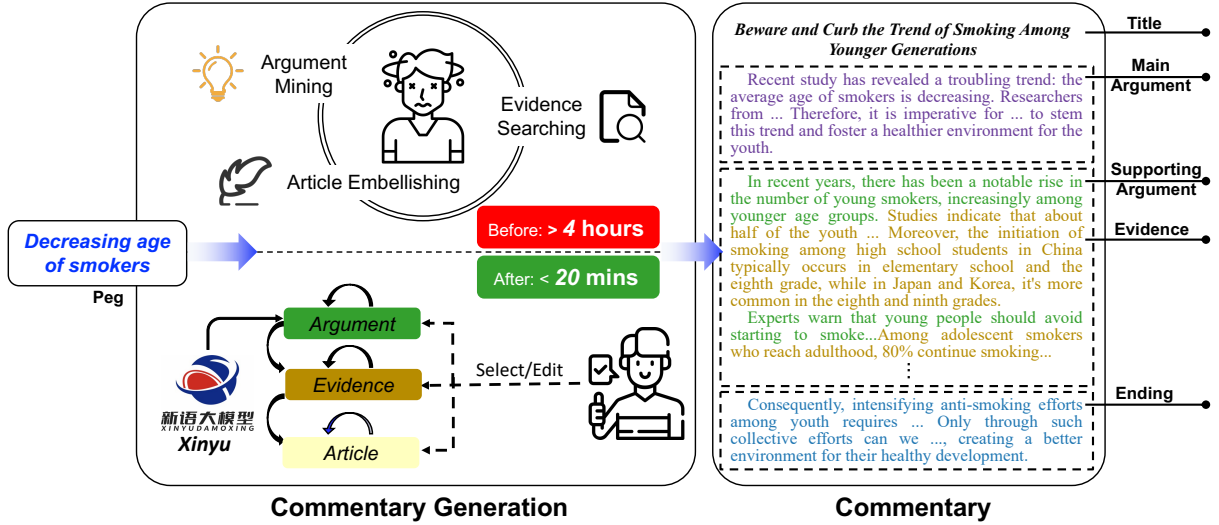 Decreasing age
of smokers
Peg
Argument
Mining
Evidence
Searching
Article Embellishing
Before: > 4 hours
After: < 20 mins
Argument
Evidence
Article
Select/Edit
新语大模型
XINYUDAMOXING
Xinyu
Commentary Generation
Beware and Curb the Trend of Smoking Among
Younger Generations
Recent study has revealed a troubling trend: the
average age of smokers is decreasing. Researchers
from ... Therefore, it is imperative for ... to stem
this trend and foster a healthier environment for the
youth.
In recent years, there has been a notable rise in
the number of young smokers, increasingly among
younger age groups. Studies indicate that about
half of the youth ... Moreover, the initiation of
smoking among high school students in China
typically occurs in elementary school and the
eighth grade, while in Japan and Korea, it's more
common in the eighth and ninth grades.
Experts warn that young people should avoid
starting to smoke...Among adolescent smokers
who reach adulthood, 80% continue smoking...
Consequently, intensifying anti-smoking efforts
among youth requires ... Only through such
collective efforts can we ..., creating a better
environment for their healthy development.
Commentary
Title
Main
Argument
Supporting
Argument
Evidence
Ending